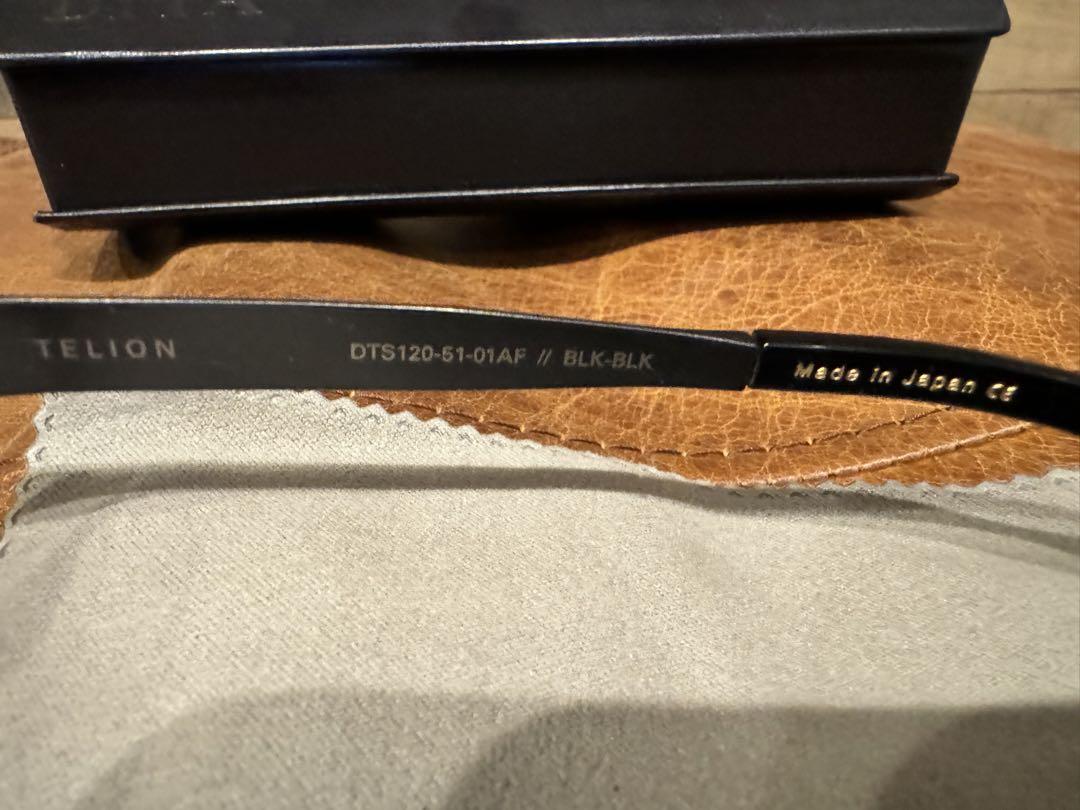 TELION
DTS120-51-01AF // BLK-BLK
Made in Japan CE